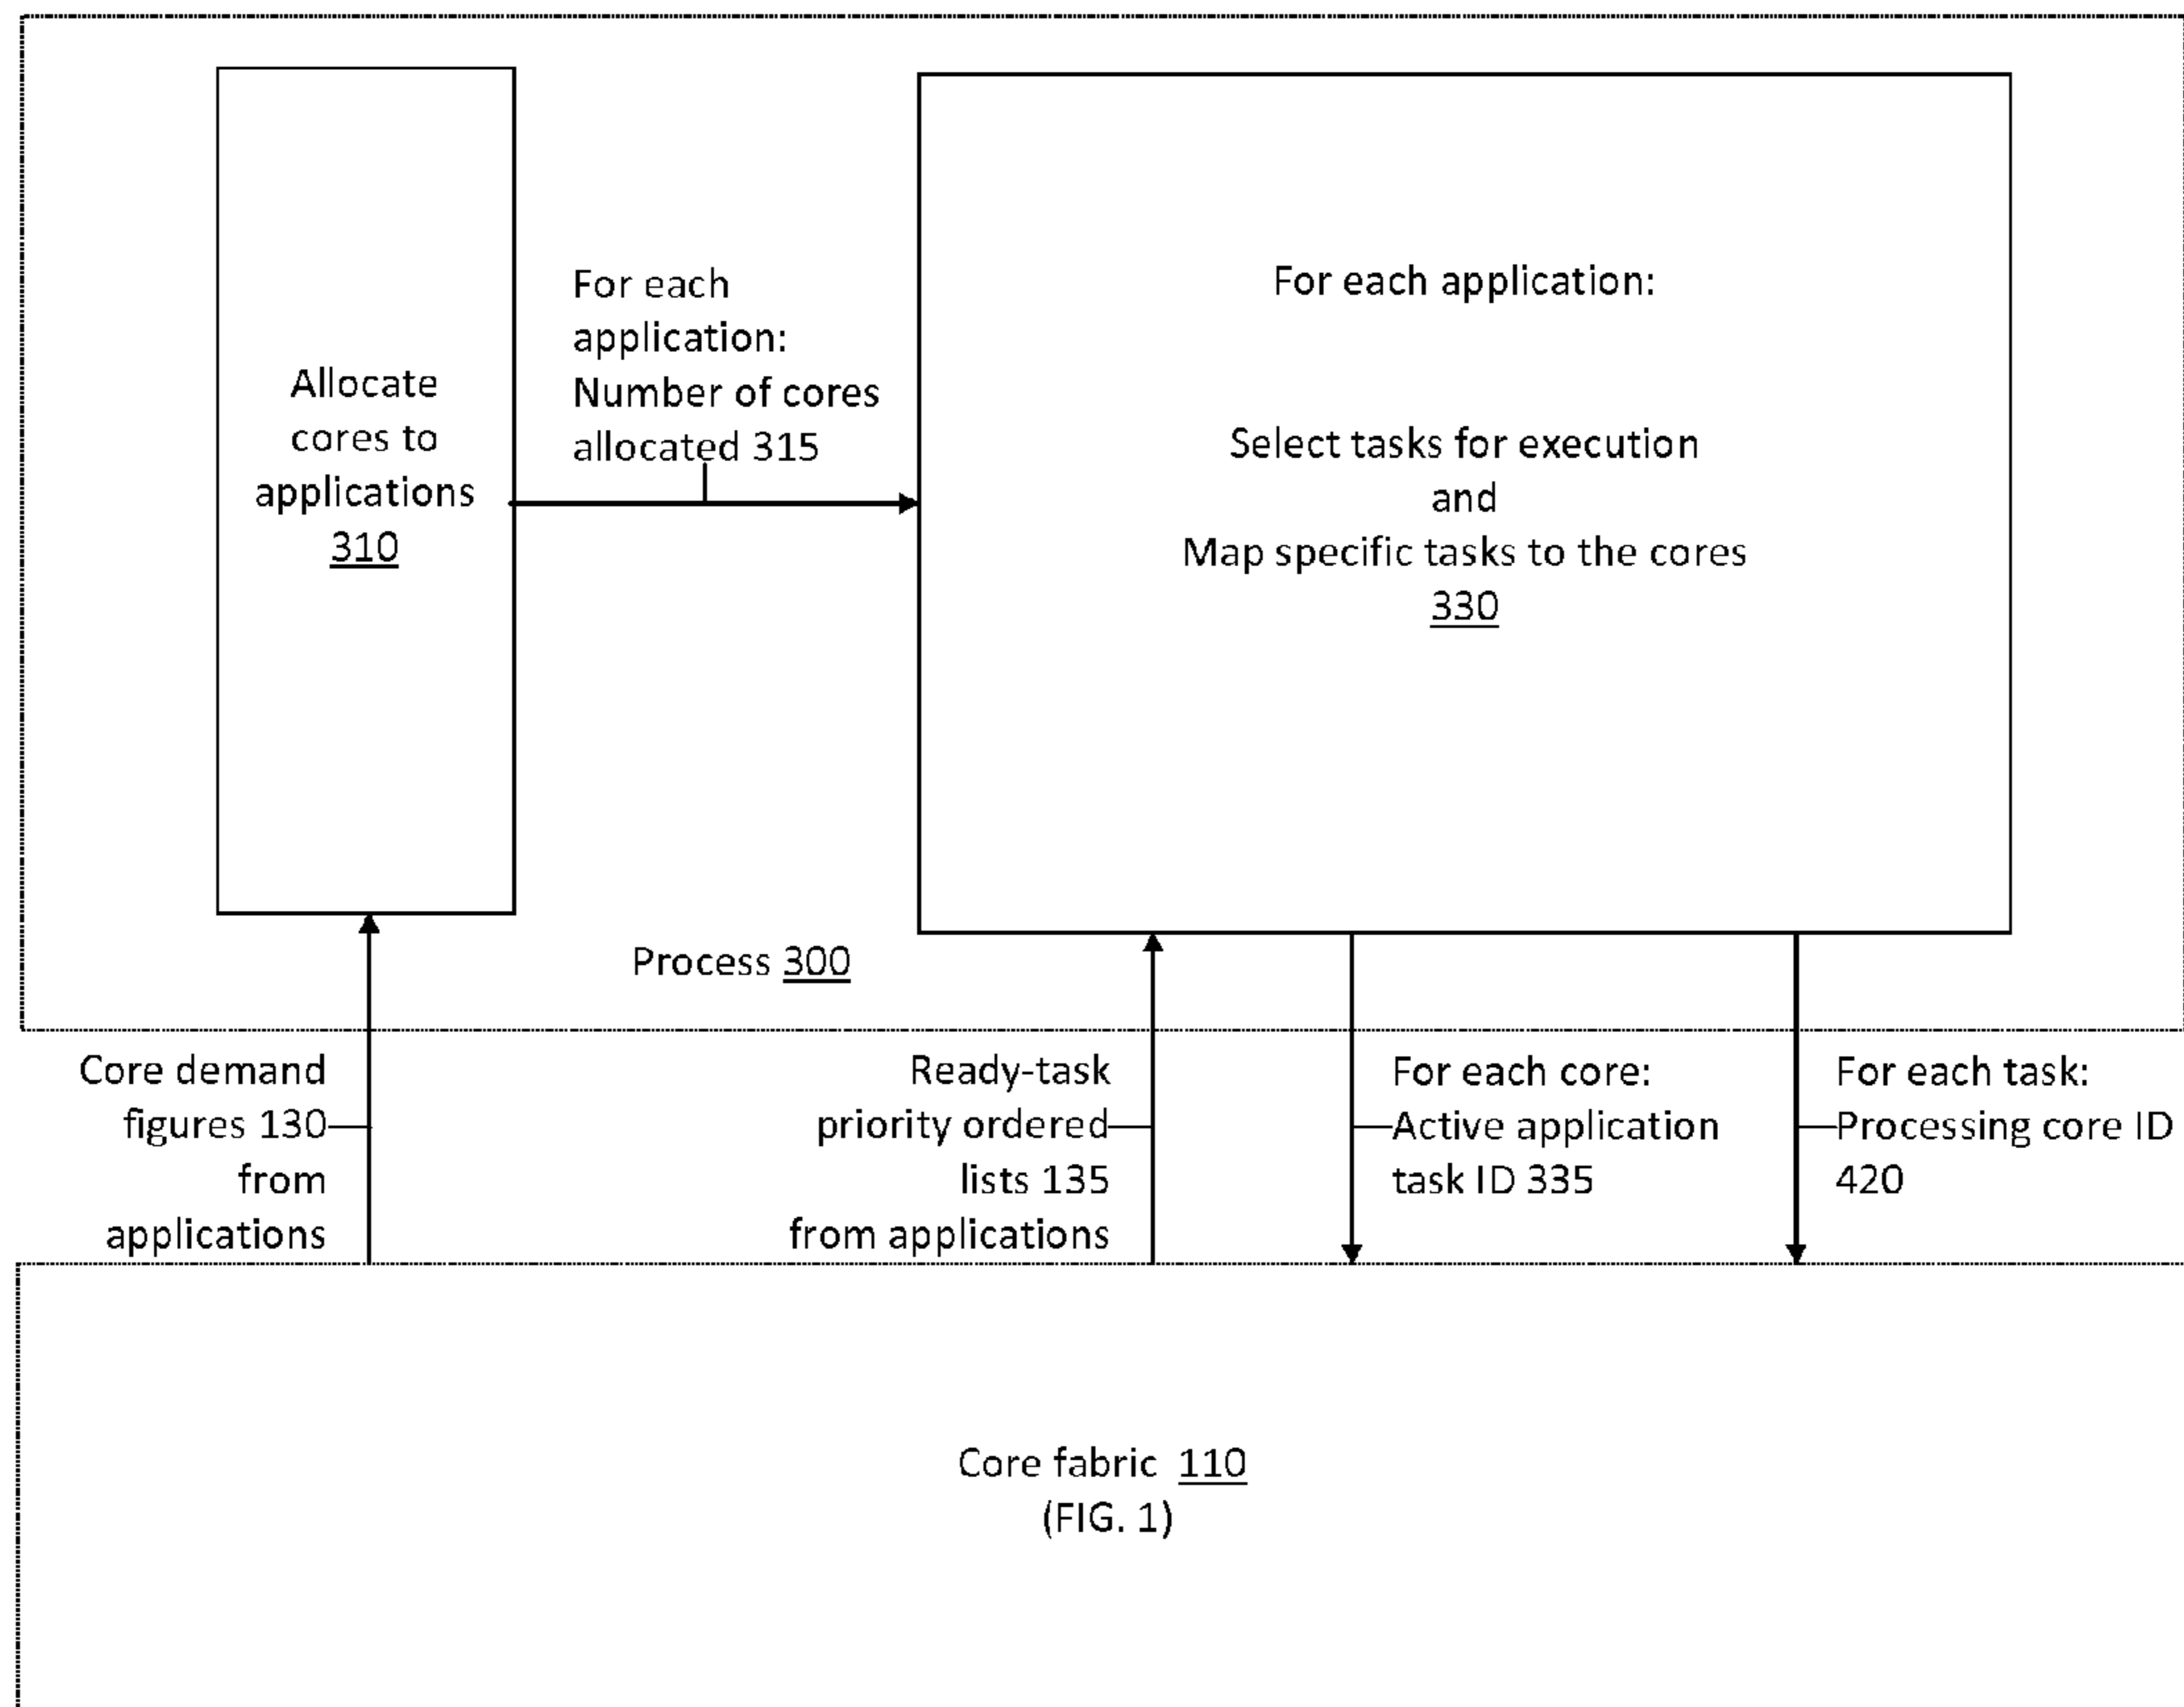 Allocate
cores to
applications
310
For each
application:
Number of cores
allocated 315
For each application:
Select tasks for execution
and
Map specific tasks to the cores
330
Process 300
Core demand
figures 130
from
applications
Ready-task
priority ordered
lists 135
from applications
For each core:
Active application
task ID 335
For each task:
Processing core ID
420
Core fabric 110
(FIG. 1)